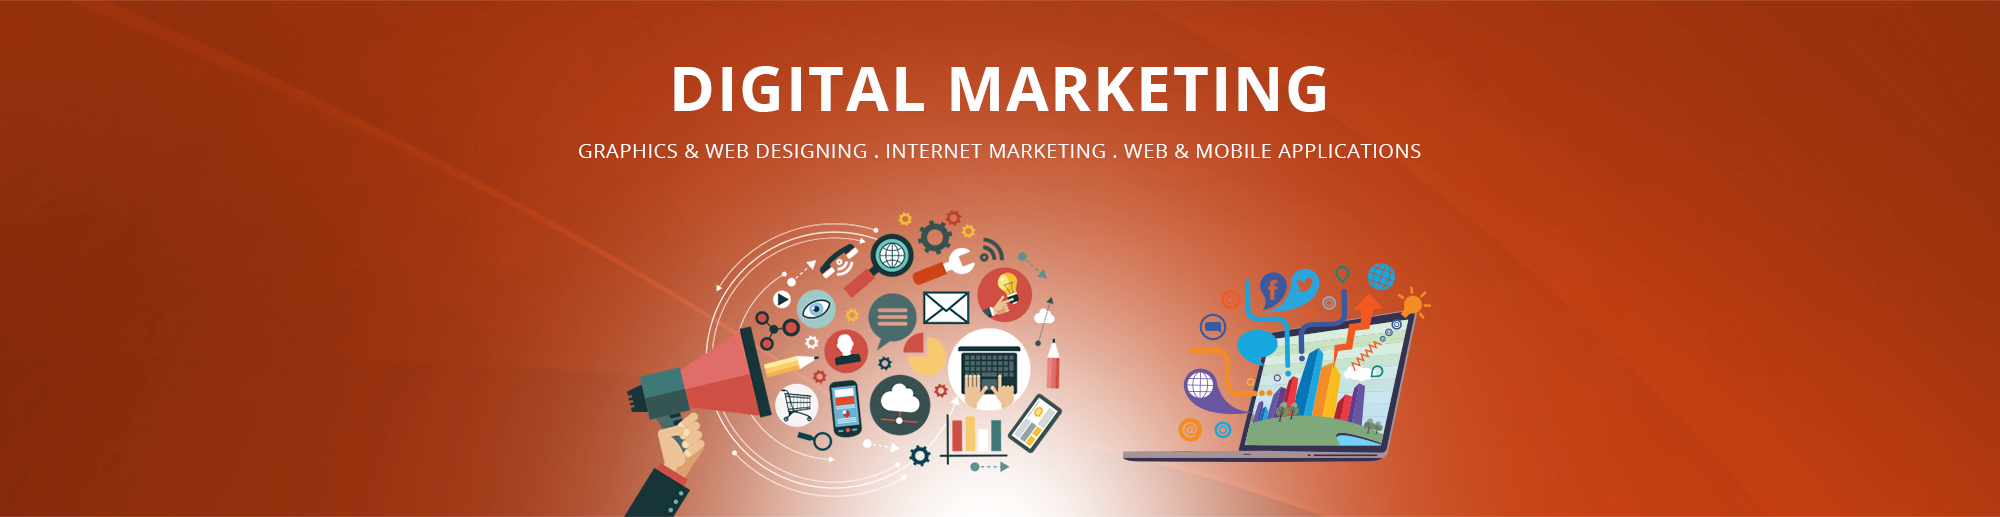 DIGITAL MARKETING
GRAPHICS & WEB DESIGNING . INTERNET MARKETING . WEB & MOBILE APPLICATIONS